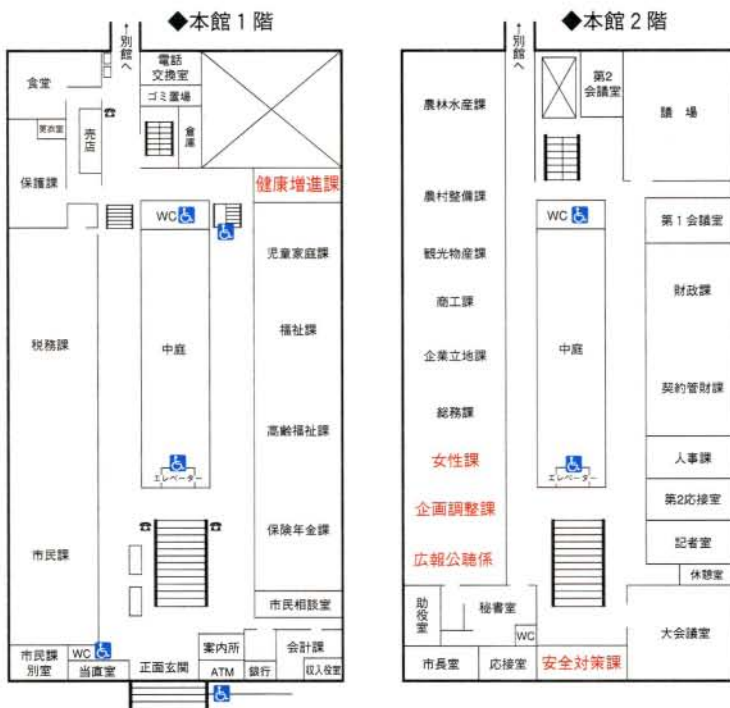 ◆本館1階
↑別館へ
食堂
電話
交換室
ゴミ置場
更衣室
売店
倉庫
保護課
健康増進課
WC
児童家庭課
福祉課
税務課
中庭
高齢福祉課
エレベーター
保険年金課
市民課
市民相談室
市民課
別室
WC
当直室
正面玄関
案内所
ATM
銀行
会計課
収入役室
◆本館2階
↑別館へ
農林水産課
第2
会議室
議場
農村整備課
WC
第1会議室
観光物産課
財政課
商工課
中庭
企業立地課
契約管財課
総務課
女性課
エレベーター
人事課
企画調整課
第2応接室
広報公聴係
記者室
休憩室
助役室
秘書室
WC
大会議室
市長室
応接室
安全対策課